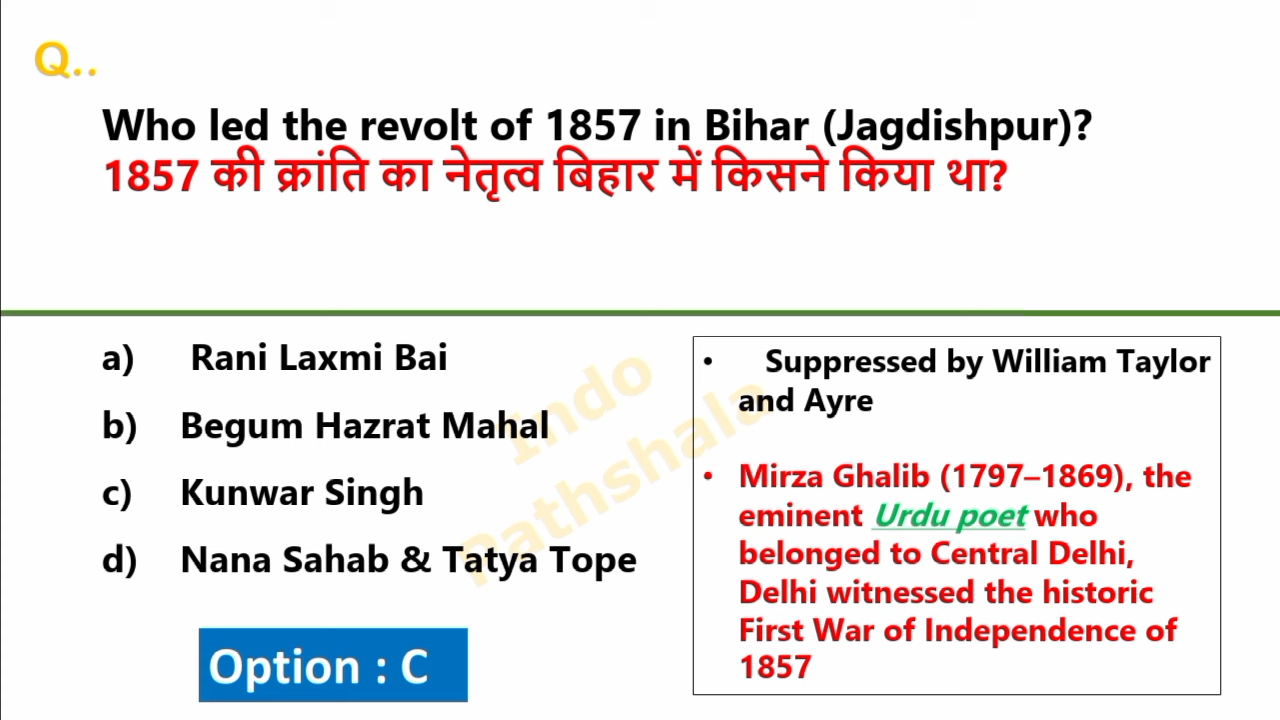 Q..
Who led the revolt of 1857 in Bihar (Jagdishpur)?
1857 की क्रांति का नेतृत्व बिहार में किसने किया था?
a) Rani Laxmi Bai
b) Begum Hazrat Mahal
c) Kunwar Singh
d) Nana Sahab & Tatya Tope
Option : C
• Suppressed by William Taylor
and Ayre
• Mirza Ghalib (1797–1869), the
eminent Urdu poet who
belonged to Central Delhi,
Delhi witnessed the historic
First War of Independence of
1857
Indo
Pathshala